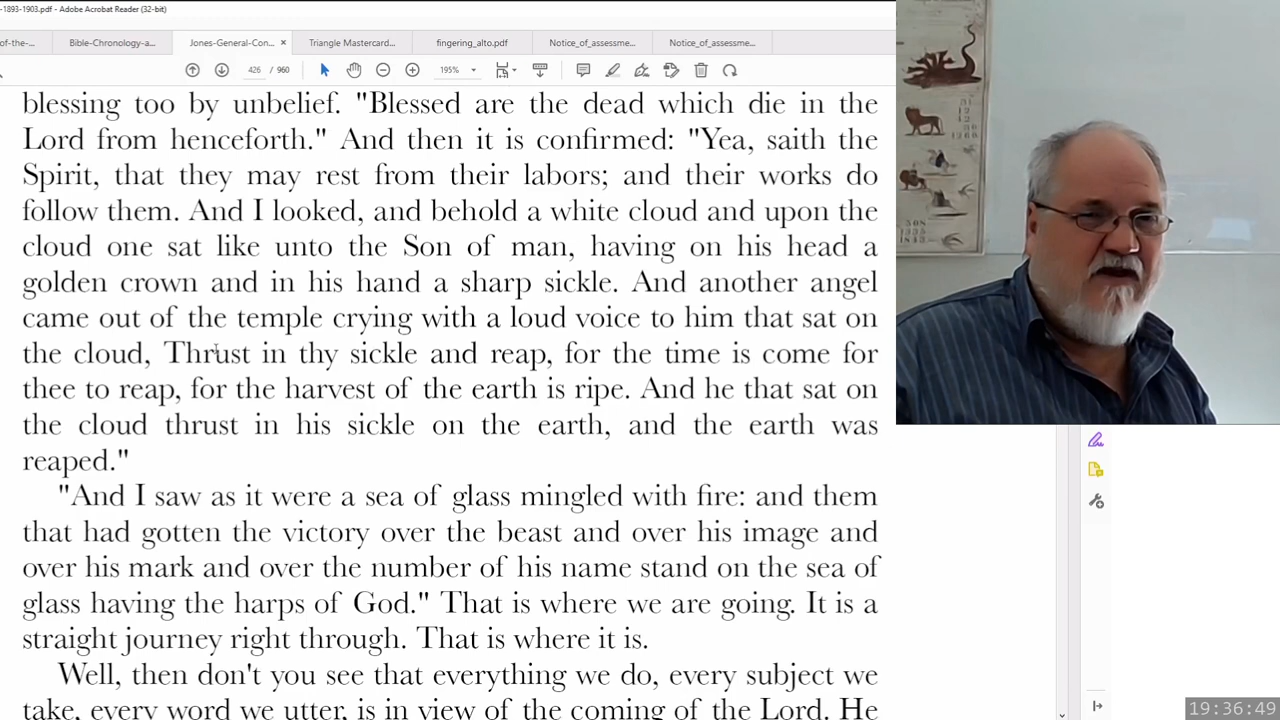 -1893-1903.pdf - Adobe Acrobat Reader (32-bit)
of-the-...
Bible-Chronology-a...
Jones-General-Con...
Triangle Mastercard...
fingering_alto.pdf
Notice_of_assessme...
Notice_of_assessme...
426 / 960
195%
blessing too by unbelief. "Blessed are the dead which die in the
Lord from henceforth." And then it is confirmed: "Yea, saith the
Spirit, that they may rest from their labors; and their works do
follow them. And I looked, and behold a white cloud and upon the
cloud one sat like unto the Son of man, having on his head a
golden crown and in his hand a sharp sickle. And another angel
came out of the temple crying with a loud voice to him that sat on
the cloud, Thrust in thy sickle and reap, for the time is come for
thee to reap, for the harvest of the earth is ripe. And he that sat on
the cloud thrust in his sickle on the earth, and the earth was
reaped."
"And I saw as it were a sea of glass mingled with fire: and them
that had gotten the victory over the beast and over his image and
over his mark and over the number of his name stand on the sea of
glass having the harps of God." That is where we are going. It is a
straight journey right through. That is where it is.
Well, then don't you see that everything we do, every subject we
take, every word we utter, is in view of the coming of the Lord. He
19:36:49